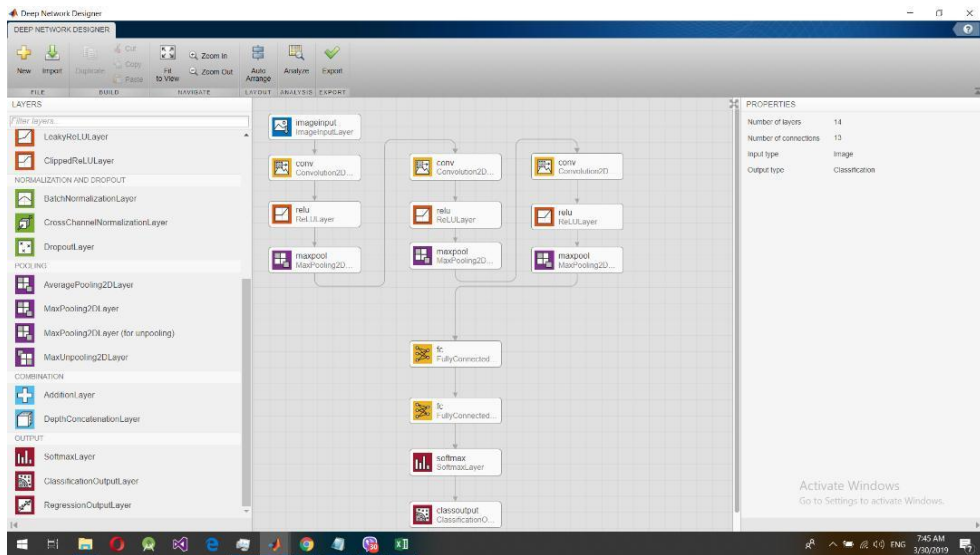 Deep Network Designer
DEEP NETWORK DESIGNER
New
Import
Duplicate
Cut
Copy
Paste
Fit
to View
Zoom In
Zoom Out
Auto
Arrange
Analyze
Export
FILE
BUILD
NAVIGATE
LAYOUT
ANALYSIS
EXPORT
LAYERS
Filter layers...
LeakyReLULayer
ClippedReLULayer
NORMALIZATION AND DROPOUT
BatchNormalizationLayer
CrossChannelNormalizationLayer
DropoutLayer
POOLING
AveragePooling2DLayer
MaxPooling2DLayer
MaxPooling2DLayer (for unpooling)
MaxUnpooling2DLayer
COMBINATION
AdditionLayer
DepthConcatenationLayer
OUTPUT
SoftmaxLayer
ClassificationOutputLayer
RegressionOutputLayer
imageinput
ImageInputLayer
conv
Convolution2D...
relu
ReLULayer
maxpool
MaxPooling2D...
conv
Convolution2D...
relu
ReLULayer
maxpool
MaxPooling2D...
conv
Convolution2D...
relu
ReLULayer
maxpool
MaxPooling2D...
fc
FullyConnected...
fc
FullyConnected...
softmax
SoftmaxLayer
classoutput
ClassificationO...
PROPERTIES
Number of layers 14
Number of connections 13
Input type Image
Output type Classification
Activate Windows
Go to Settings to activate Windows.
ENG
7:45 AM
3/30/2019